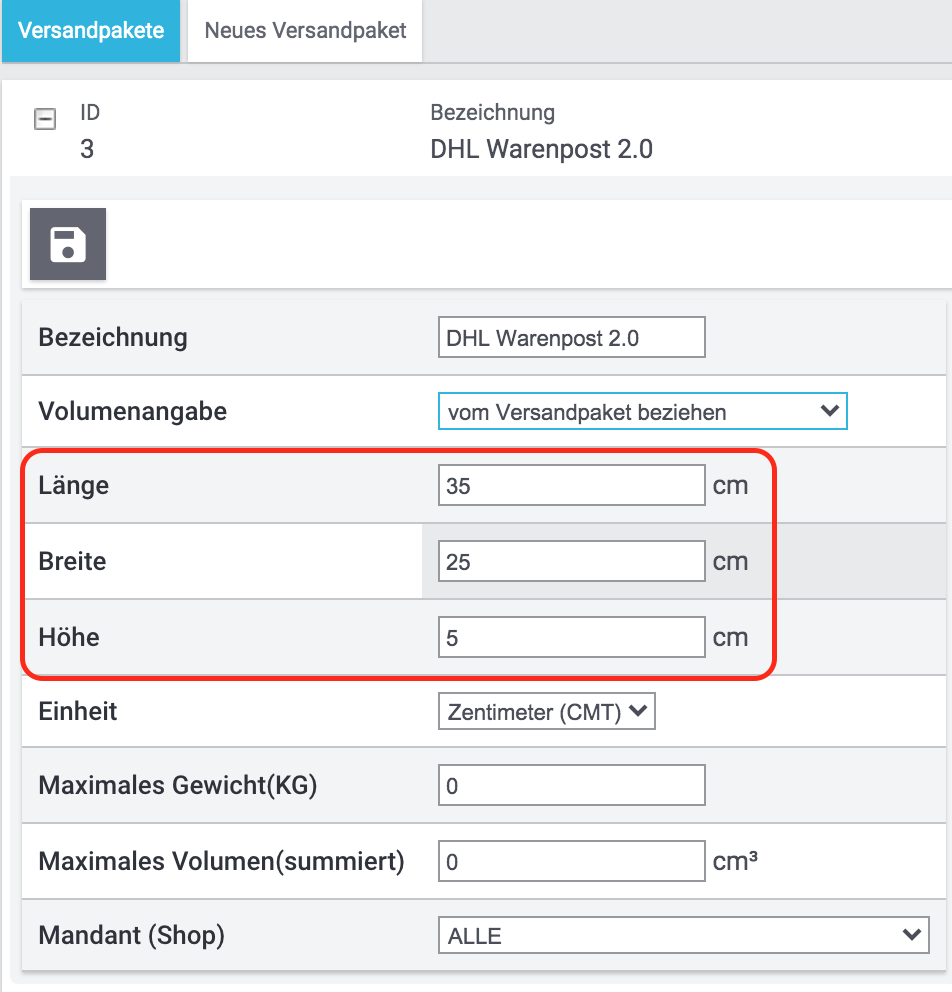 Versandpakete Neues Versandpaket
ID Bezeichnung
3 DHL Warenpost 2.0
Bezeichnung DHL Warenpost 2.0
Volumenangabe vom Versandpaket beziehen
Länge 35 cm
Breite 25 cm
Höhe 5 cm
Einheit Zentimeter (CMT)
Maximales Gewicht(KG) 0
Maximales Volumen(summiert) 0 cm³
Mandant (Shop) ALLE